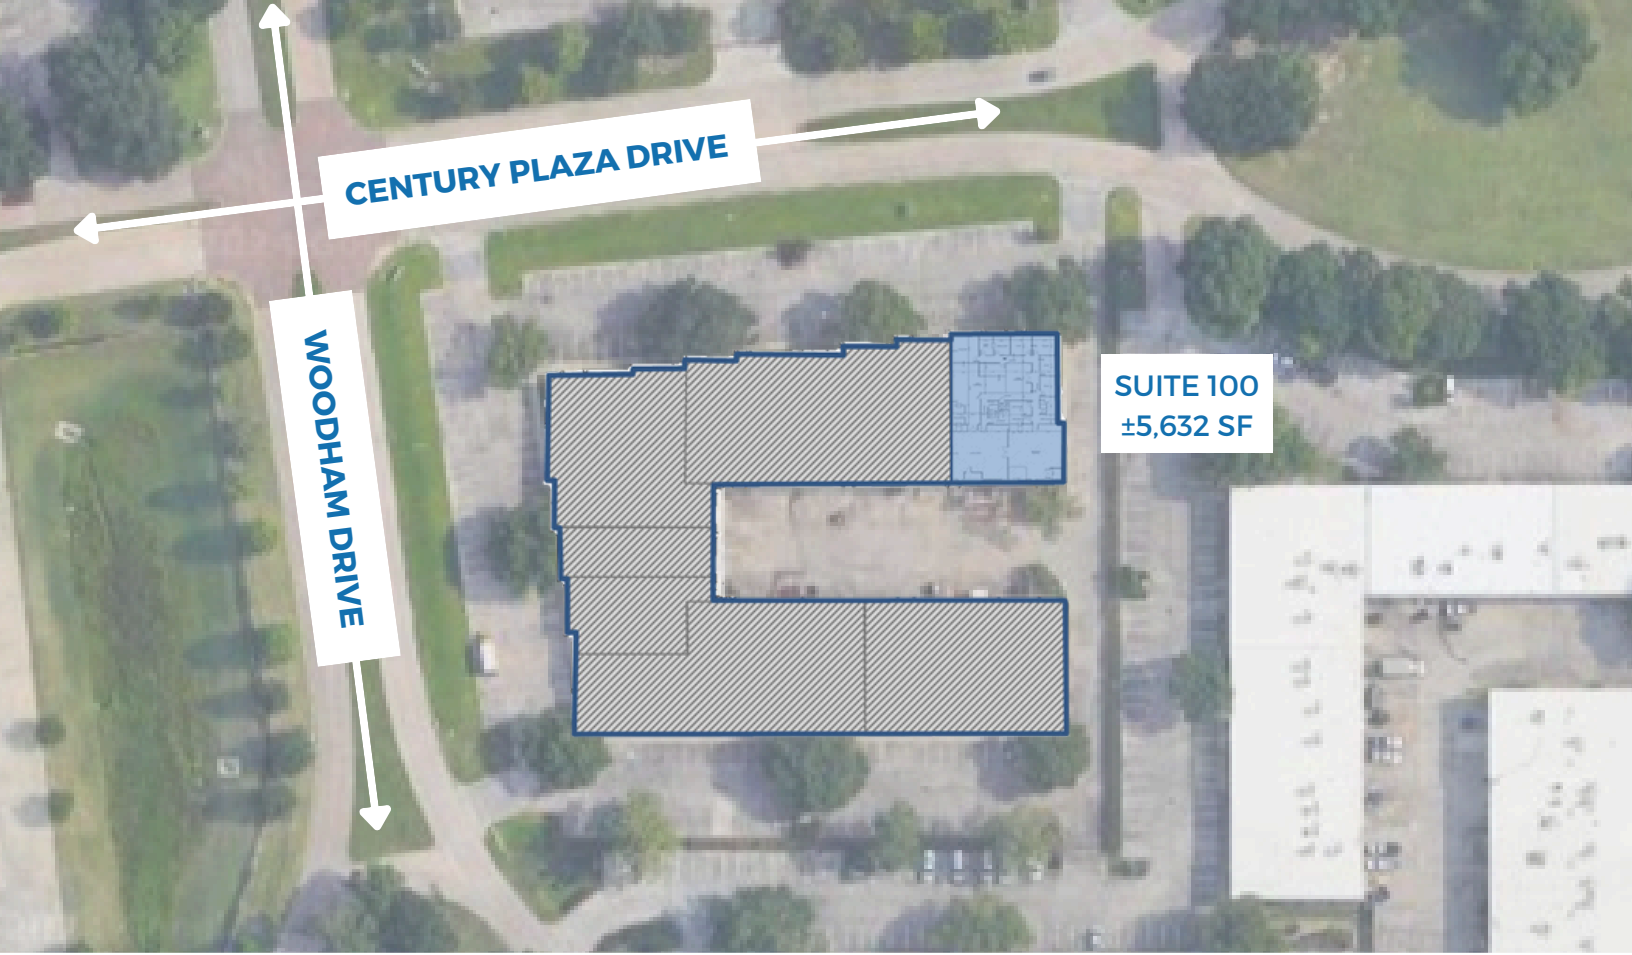 CENTURY PLAZA DRIVE
WOODHAM DRIVE
SUITE 100
±5,632 SF